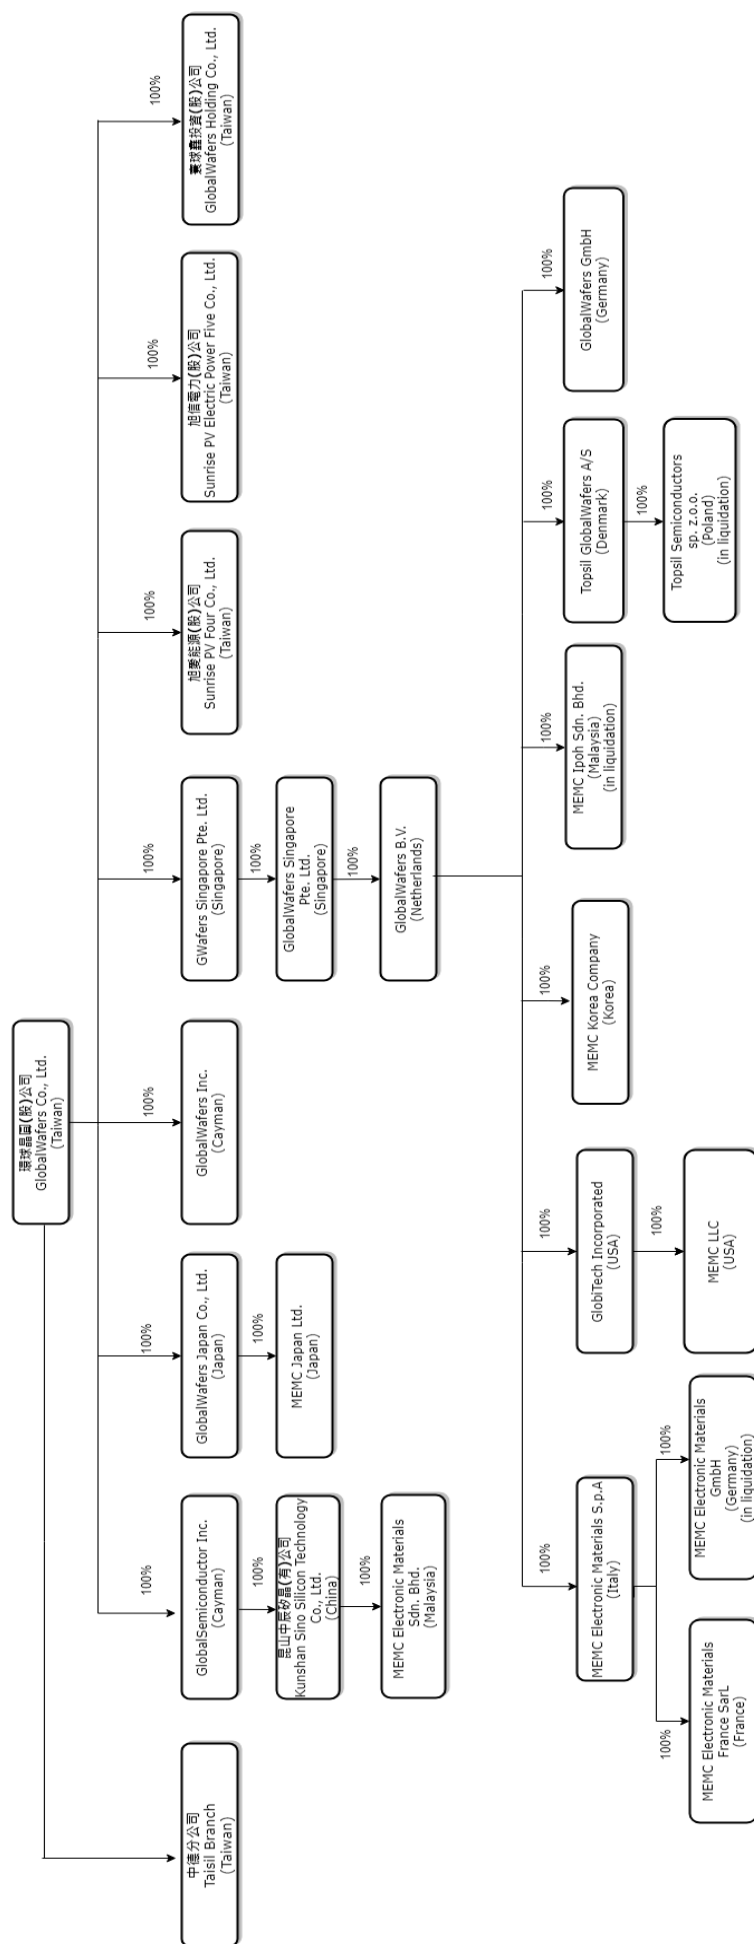 環球晶圓(股)公司
GlobalWafers Co., Ltd.
(Taiwan)
100%
100%
100%
100%
100%
100%
100%
中德分公司
Taisil Branch
(Taiwan)
GlobalSemiconductor Inc.
(Cayman)
GlobalWafers Japan Co., Ltd.
(Japan)
GlobalWafers Inc.
(Cayman)
GWafers Singapore Pte. Ltd.
(Singapore)
旭愛能源(股)公司
Sunrise PV Four Co., Ltd.
(Taiwan)
旭信電力(股)公司
Sunrise PV Electric Power Five Co., Ltd.
(Taiwan)
寰球鑫投資(股)公司
GlobalWafers Holding Co., Ltd.
(Taiwan)
100%
100%
100%
昆山中辰矽晶(有)公司
Kunshan Sino Silicon Technology
Co., Ltd.
(China)
MEMC Japan Ltd.
(Japan)
GlobalWafers Singapore
Pte. Ltd.
(Singapore)
100%
100%
MEMC Electronic Materials
Sdn. Bhd.
(Malaysia)
GlobalWafers B.V.
(Netherlands)
100%
100%
100%
100%
100%
100%
MEMC Electronic Materials S.p.A
(Italy)
GlobiTech Incorporated
(USA)
MEMC Korea Company
(Korea)
MEMC Ipoh Sdn. Bhd.
(Malaysia)
(in liquidation)
Topsil GlobalWafers A/S
(Denmark)
GlobalWafers GmbH
(Germany)
100%
100%
100%
100%
MEMC Electronic Materials
France SarL
(France)
MEMC Electronic Materials
GmbH
(Germany)
(in liquidation)
MEMC LLC
(USA)
Topsil Semiconductors
sp. z.o.o.
(Poland)
(in liquidation)